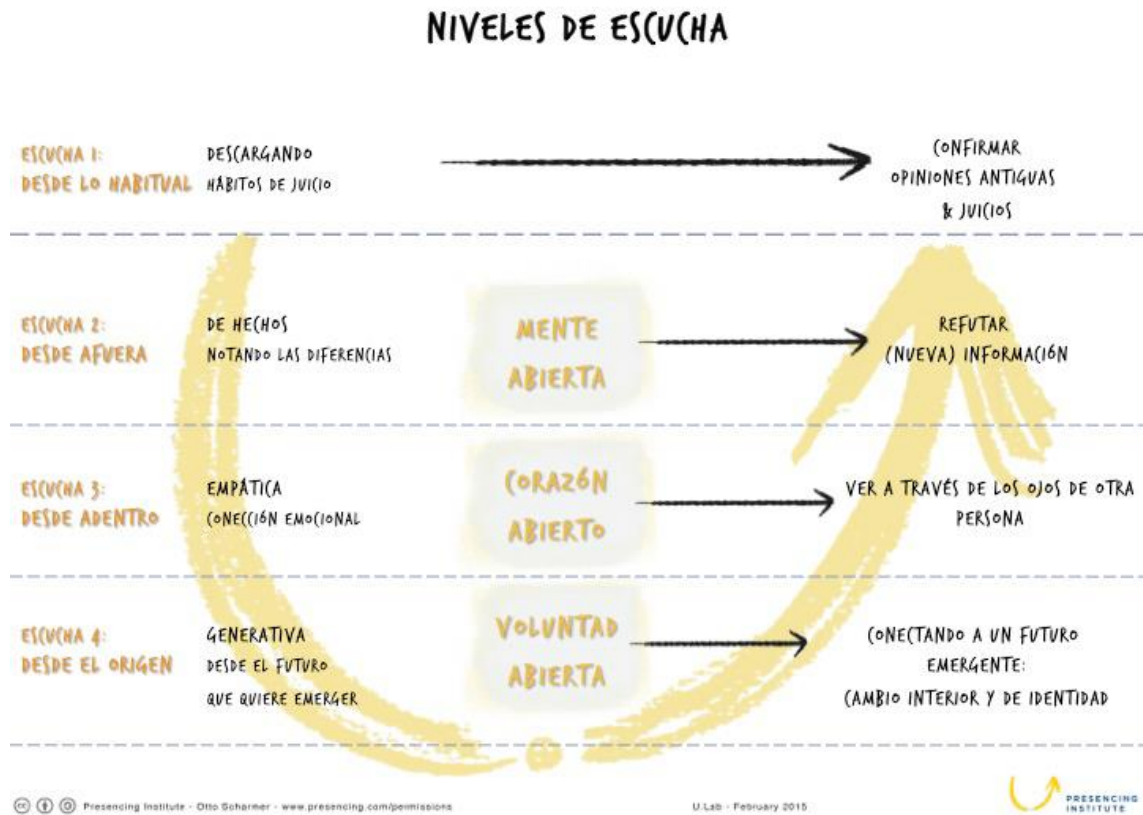 NIVELES DE ESCUCHA
ESCUCHA 1:
DESDE LO HABITUAL
DESCARGANDO
HÁBITOS DE JUICIO
CONFIRMAR
OPINIONES ANTIGUAS
& JUICIOS
ESCUCHA 2:
DESDE AFUERA
DE HECHOS
NOTANDO LAS DIFERENCIAS
MENTE
ABIERTA
REFUTAR
(NUEVA) INFORMACIÓN
ESCUCHA 3:
DESDE ADENTRO
EMPÁTICA
CONECCIÓN EMOCIONAL
CORAZÓN
ABIERTO
VER A TRAVÉS DE LOS OJOS DE OTRA
PERSONA
ESCUCHA 4:
DESDE EL ORIGEN
GENERATIVA
DESDE EL FUTURO
QUE QUIERE EMERGER
VOLUNTAD
ABIERTA
CONECTANDO A UN FUTURO
EMERGENTE:
CAMBIO INTERIOR Y DE IDENTIDAD
cc Presencing Institute - Otto Scharmer - www.presencing.com/permissions
U.Lab - February 2015
PRESENCING
INSTITUTE